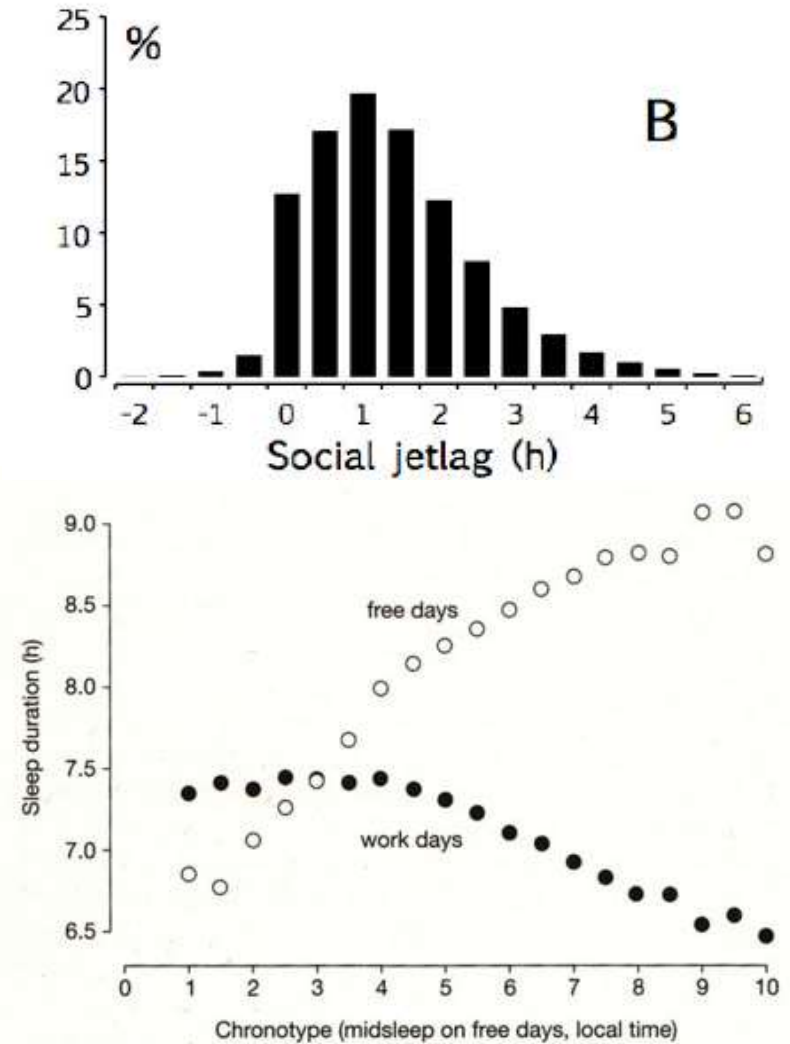 25
%
20
B
15
10
5
0
-2 -1 0 1 2 3 4 5 6
Social jetlag (h)
9.0
free days
8.5
8.0
Sleep duration (h)
7.5
work days
7.0
6.5
0 1 2 3 4 5 6 7 8 9 10
Chronotype (midsleep on free days, local time)